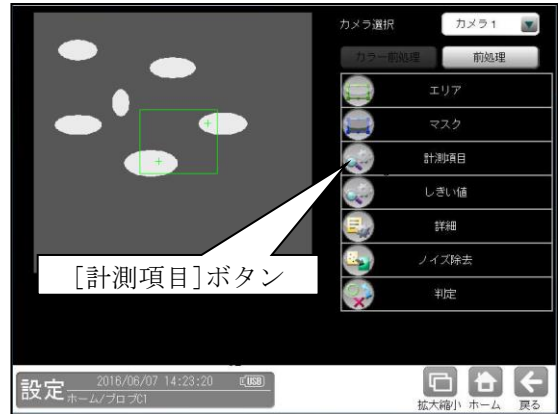 カメラ選択
カメラ1
カラー前処理
前処理
エリア
マスク
計測項目
しきい値
詳細
ノイズ除去
判定
[計測項目]ボタン
設定
2016/06/07 14:23:20
USB
ホーム/ブロブC1
拡大縮小
ホーム
戻る